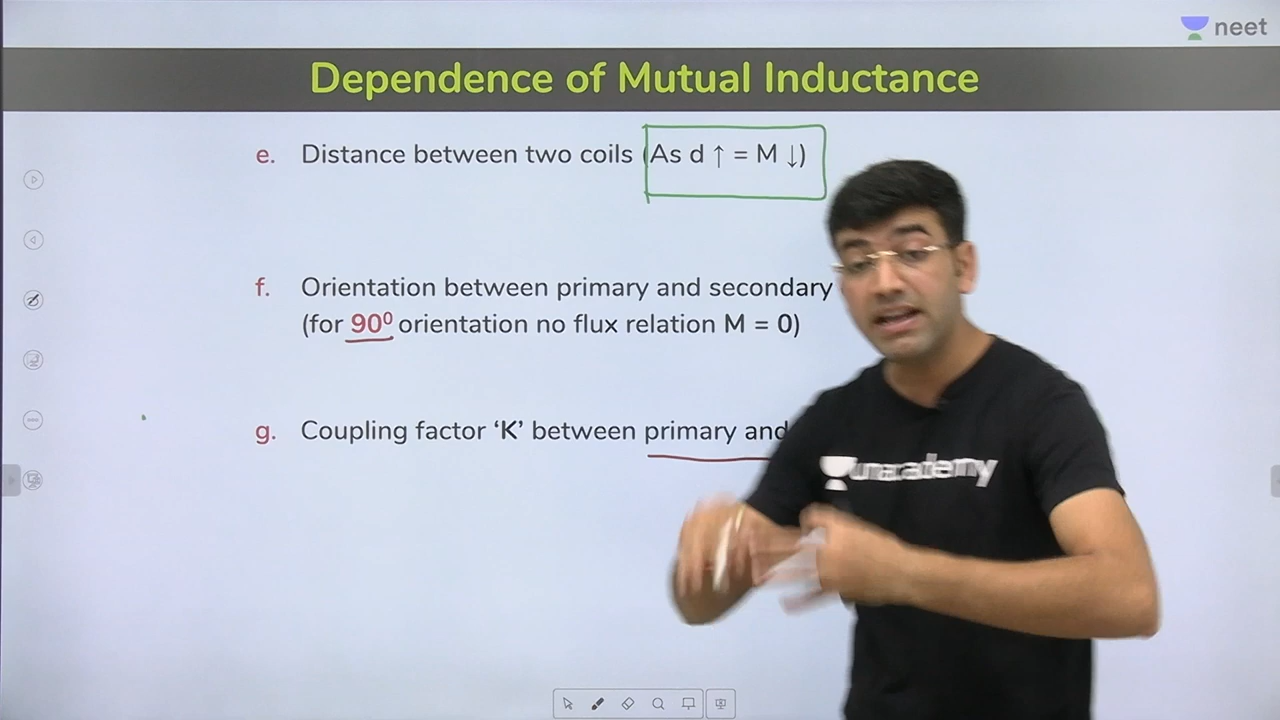 neet
Dependence of Mutual Inductance
e. Distance between two coils (As d ↑ = M ↓)
f. Orientation between primary and secondary
(for 90⁰ orientation no flux relation M = 0)
g. Coupling factor ‘K’ between primary and
unacademy